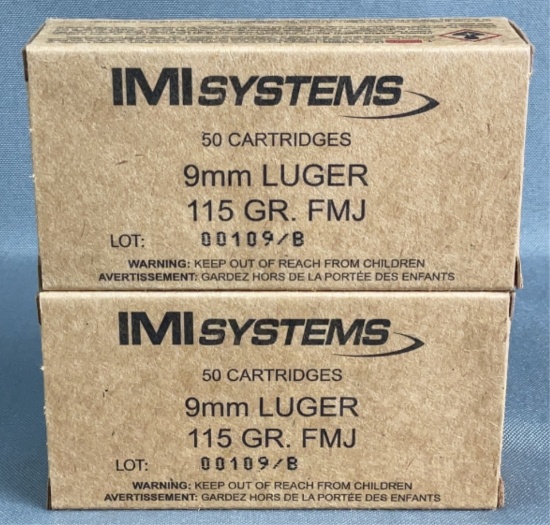 IMI SYSTEMS
50 CARTRIDGES
9mm LUGER
115 GR. FMJ
LOT: 00109/B
WARNING: KEEP OUT OF REACH FROM CHILDREN
AVERTISSEMENT: GARDEZ HORS DE LA PORTÉE DES ENFANTS
IMI SYSTEMS
50 CARTRIDGES
9mm LUGER
115 GR. FMJ
LOT: 00109/B
WARNING: KEEP OUT OF REACH FROM CHILDREN
AVERTISSEMENT: GARDEZ HORS DE LA PORTÉE DES ENFANTS